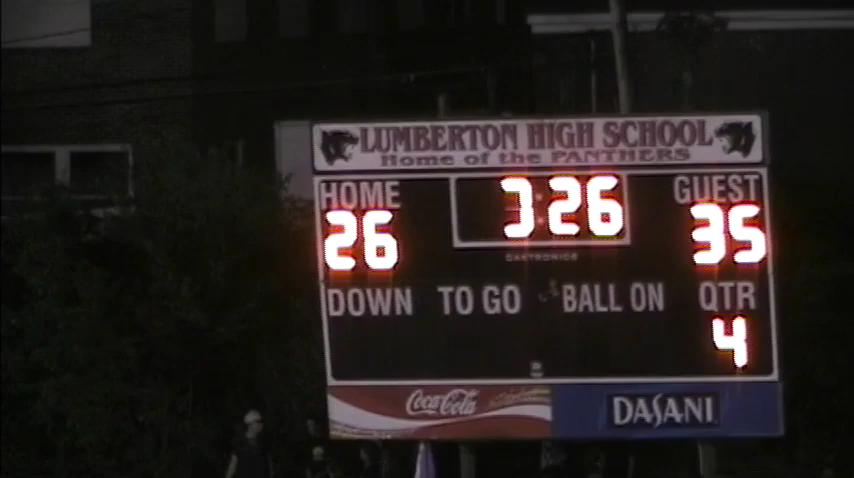 LUMBERTON HIGH SCHOOL
Home of the PANTHERS
HOME 3:26 GUEST
26 35
DAKTRONICS
DOWN TO GO BALL ON QTR
4
Coca-Cola DASANI